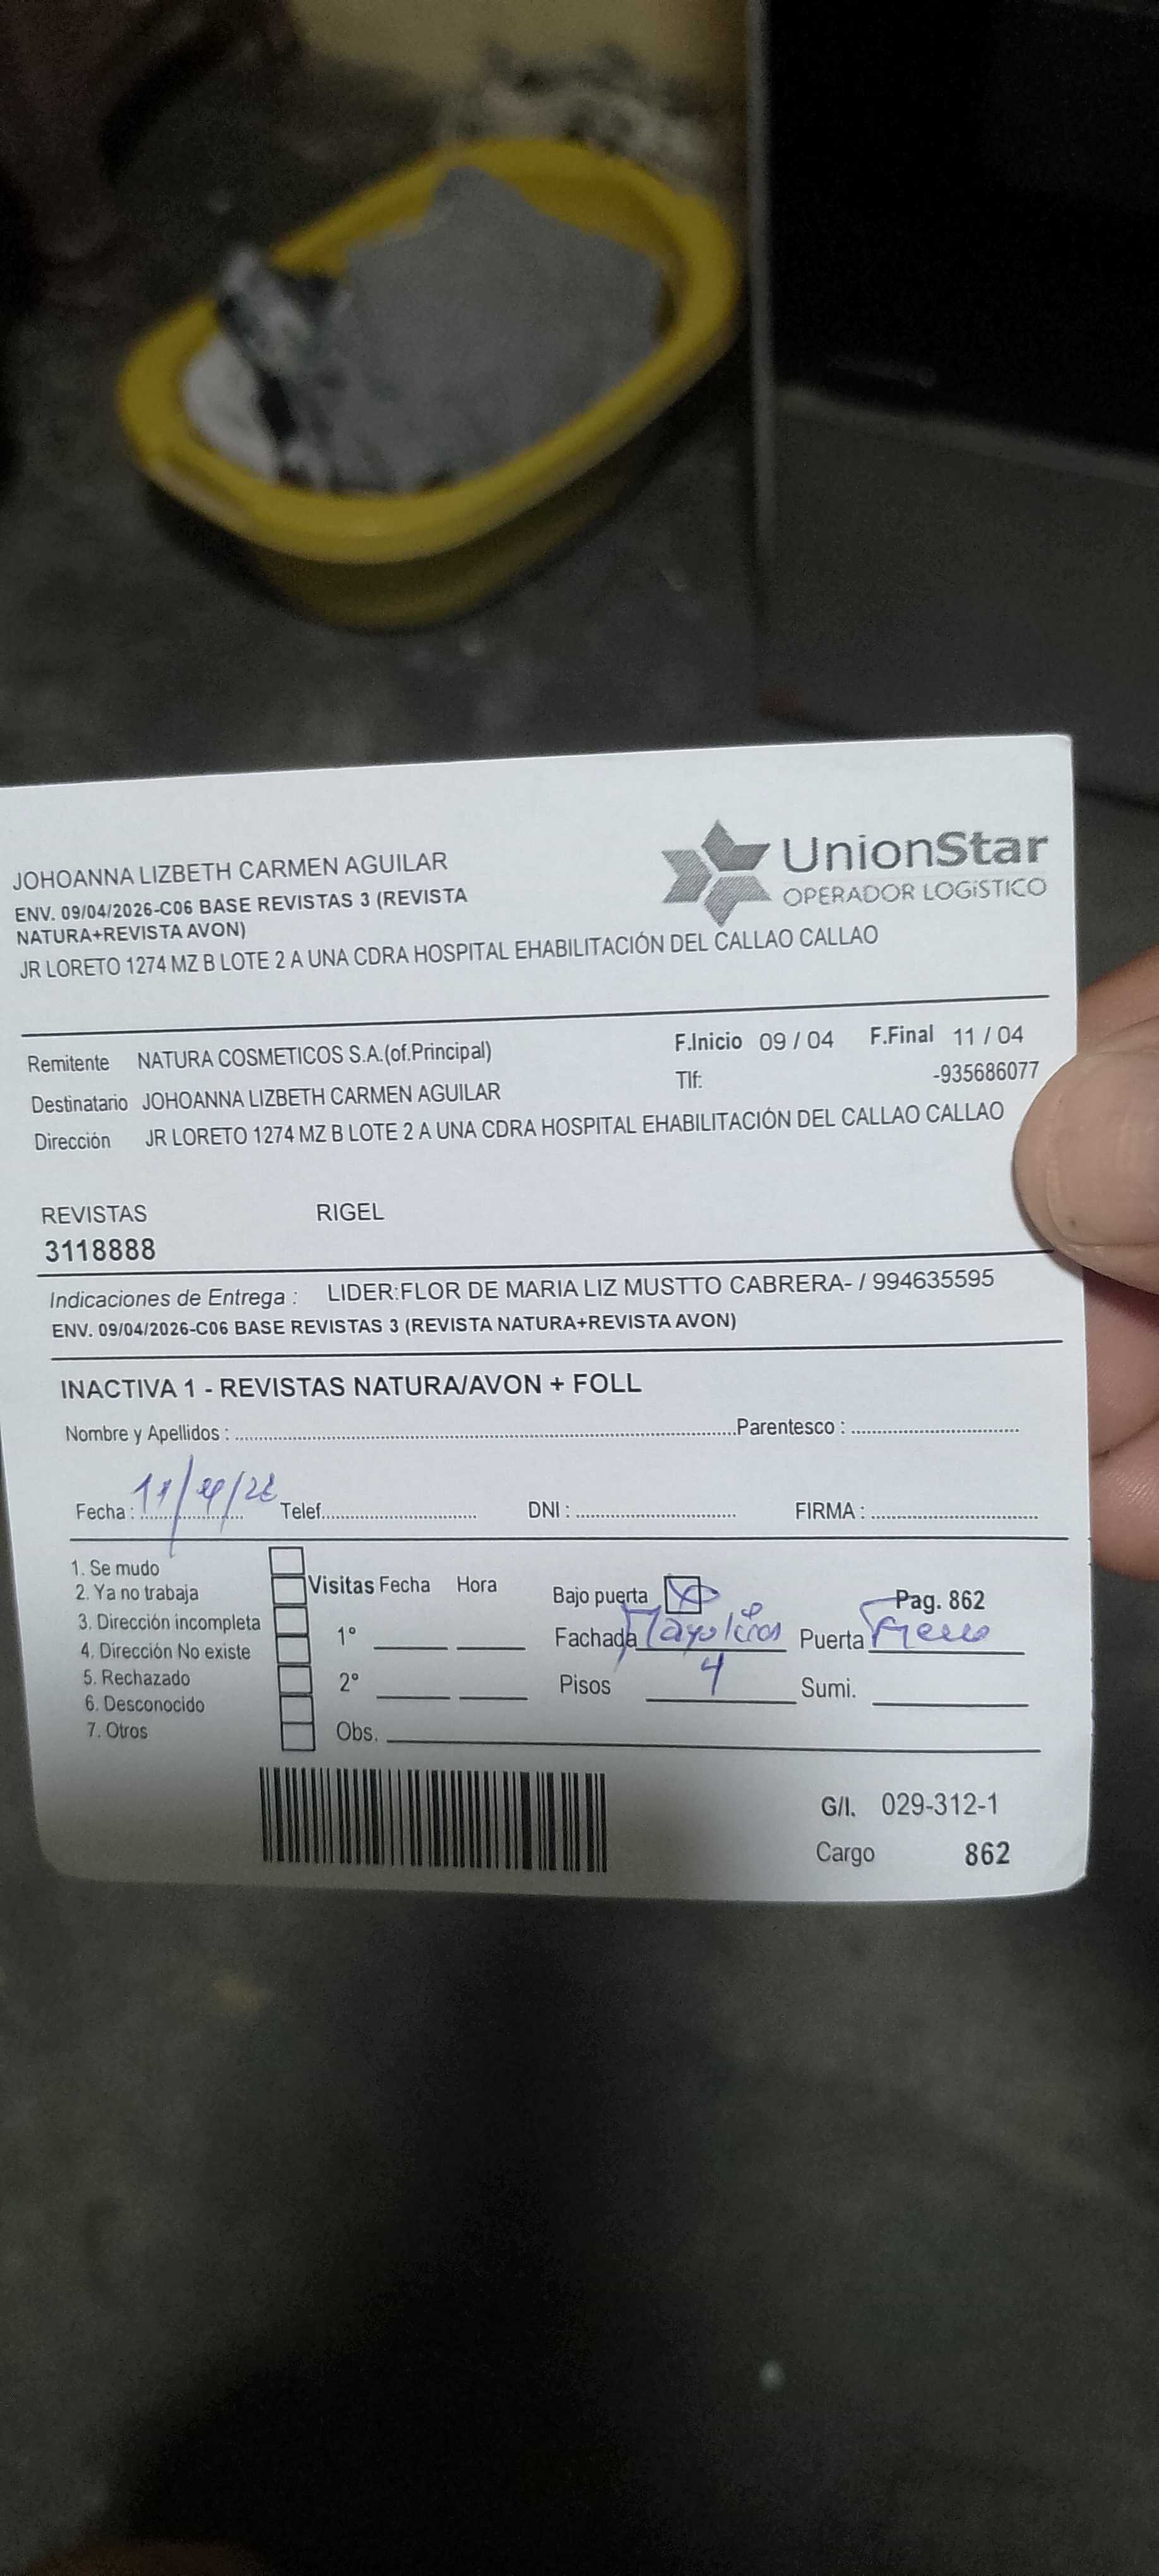 JOHOANNA LIZBETH CARMEN AGUILAR
UnionStar
OPERADOR LOGíSTICO
ENV. 09/04/2026-C06 BASE REVISTAS 3 (REVISTA
NATURA+REVISTA AVON)
JR LORETO 1274 MZ B LOTE 2 A UNA CDRA HOSPITAL EHABILITACIÓN DEL CALLAO CALLAO
Remitente NATURA COSMETICOS S.A.(of.Principal) F.Inicio 09 / 04 F.Final 11 / 04
Destinatario JOHOANNA LIZBETH CARMEN AGUILAR Tlf: -935686077
Dirección JR LORETO 1274 MZ B LOTE 2 A UNA CDRA HOSPITAL EHABILITACIÓN DEL CALLAO CALLAO
REVISTAS RIGEL
3118888
Indicaciones de Entrega : LIDER:FLOR DE MARIA LIZ MUSTTO CABRERA- / 994635595
ENV. 09/04/2026-C06 BASE REVISTAS 3 (REVISTA NATURA+REVISTA AVON)
INACTIVA 1 - REVISTAS NATURA/AVON + FOLL
Nombre y Apellidos : Parentesco :
Fecha : 11/4/26 Telef. DNI : FIRMA :
1. Se mudo
2. Ya no trabaja
3. Dirección incompleta
4. Dirección No existe
5. Rechazado
6. Desconocido
7. Otros
Visitas Fecha Hora
1°
2°
Obs.
Bajo puerta X Pag. 862
Fachada Puerta
Pisos 4 Sumi.
G/I. 029-312-1
Cargo 862